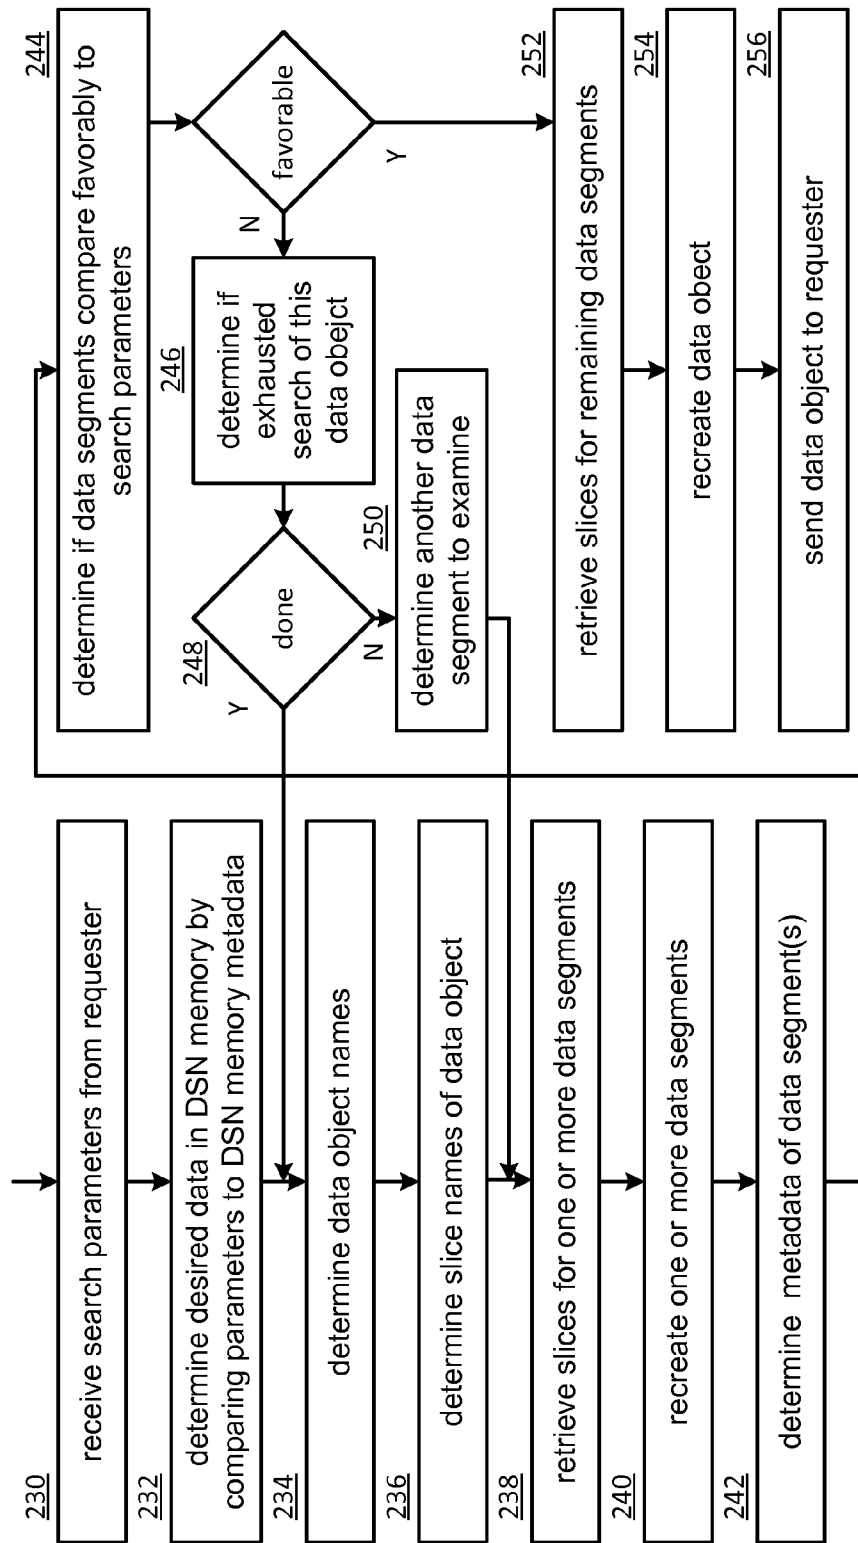 230
receive search parameters from requester
232
determine desired data in DSN memory by
comparing parameters to DSN memory metadata
234
determine data object names
236
determine slice names of data object
238
retrieve slices for one or more data segments
240
recreate one or more data segments
242
determine metadata of data segment(s)
244
determine if data segments compare favorably to
search parameters
favorable
N
Y
246
determine if
exhausted
search of this
data obejct
248
done
Y
N
250
determine another data
segment to examine
252
retrieve slices for remaining data segments
254
recreate data obect
256
send data object to requester